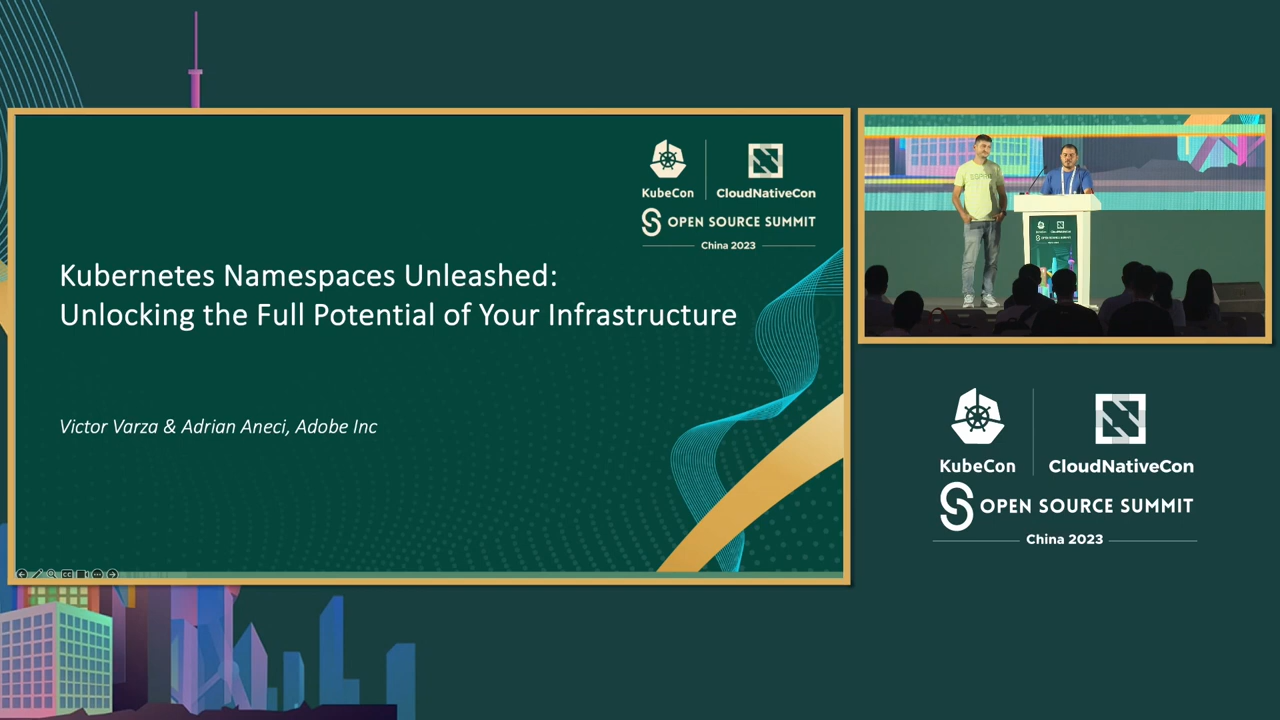 KubeCon
CloudNativeCon
OPEN SOURCE SUMMIT
China 2023
Kubernetes Namespaces Unleashed:
Unlocking the Full Potential of Your Infrastructure
Victor Varza & Adrian Aneci, Adobe Inc
CC
KubeCon
CloudNativeCon
OPEN SOURCE SUMMIT
China 2023